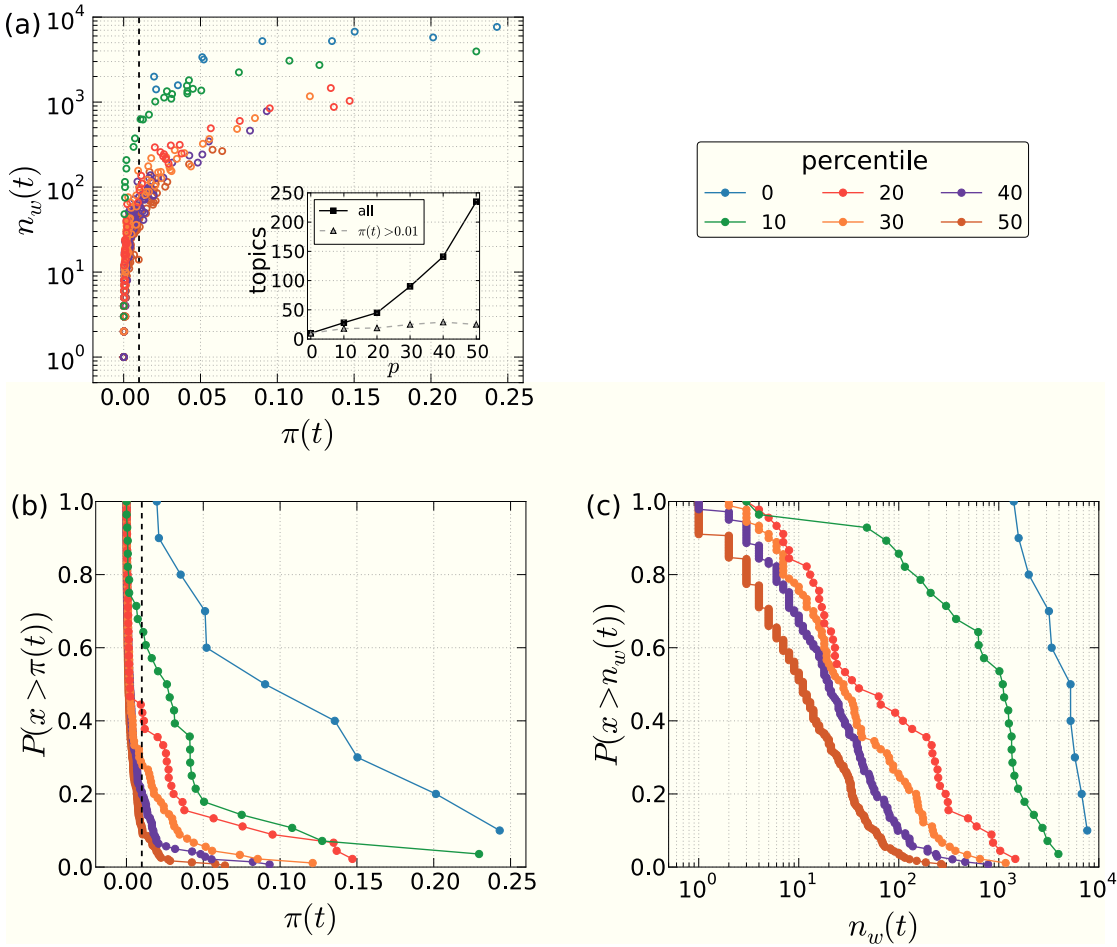 (a)
10^4
10^3
10^2
10^1
10^0
n_w(t)
0.00 0.05 0.10 0.15 0.20 0.25
π(t)
250
200
150
100
50
0
topics
all
π(t) > 0.01
0 10 20 30 40 50
p
percentile
0 20 40
10 30 50
(b)
1.0
0.8
0.6
0.4
0.2
0.0
P(x > π(t))
0.00 0.05 0.10 0.15 0.20 0.25
π(t)
(c)
1.0
0.8
0.6
0.4
0.2
0.0
P(x > n_w(t))
10^0 10^1 10^2 10^3 10^4
n_w(t)